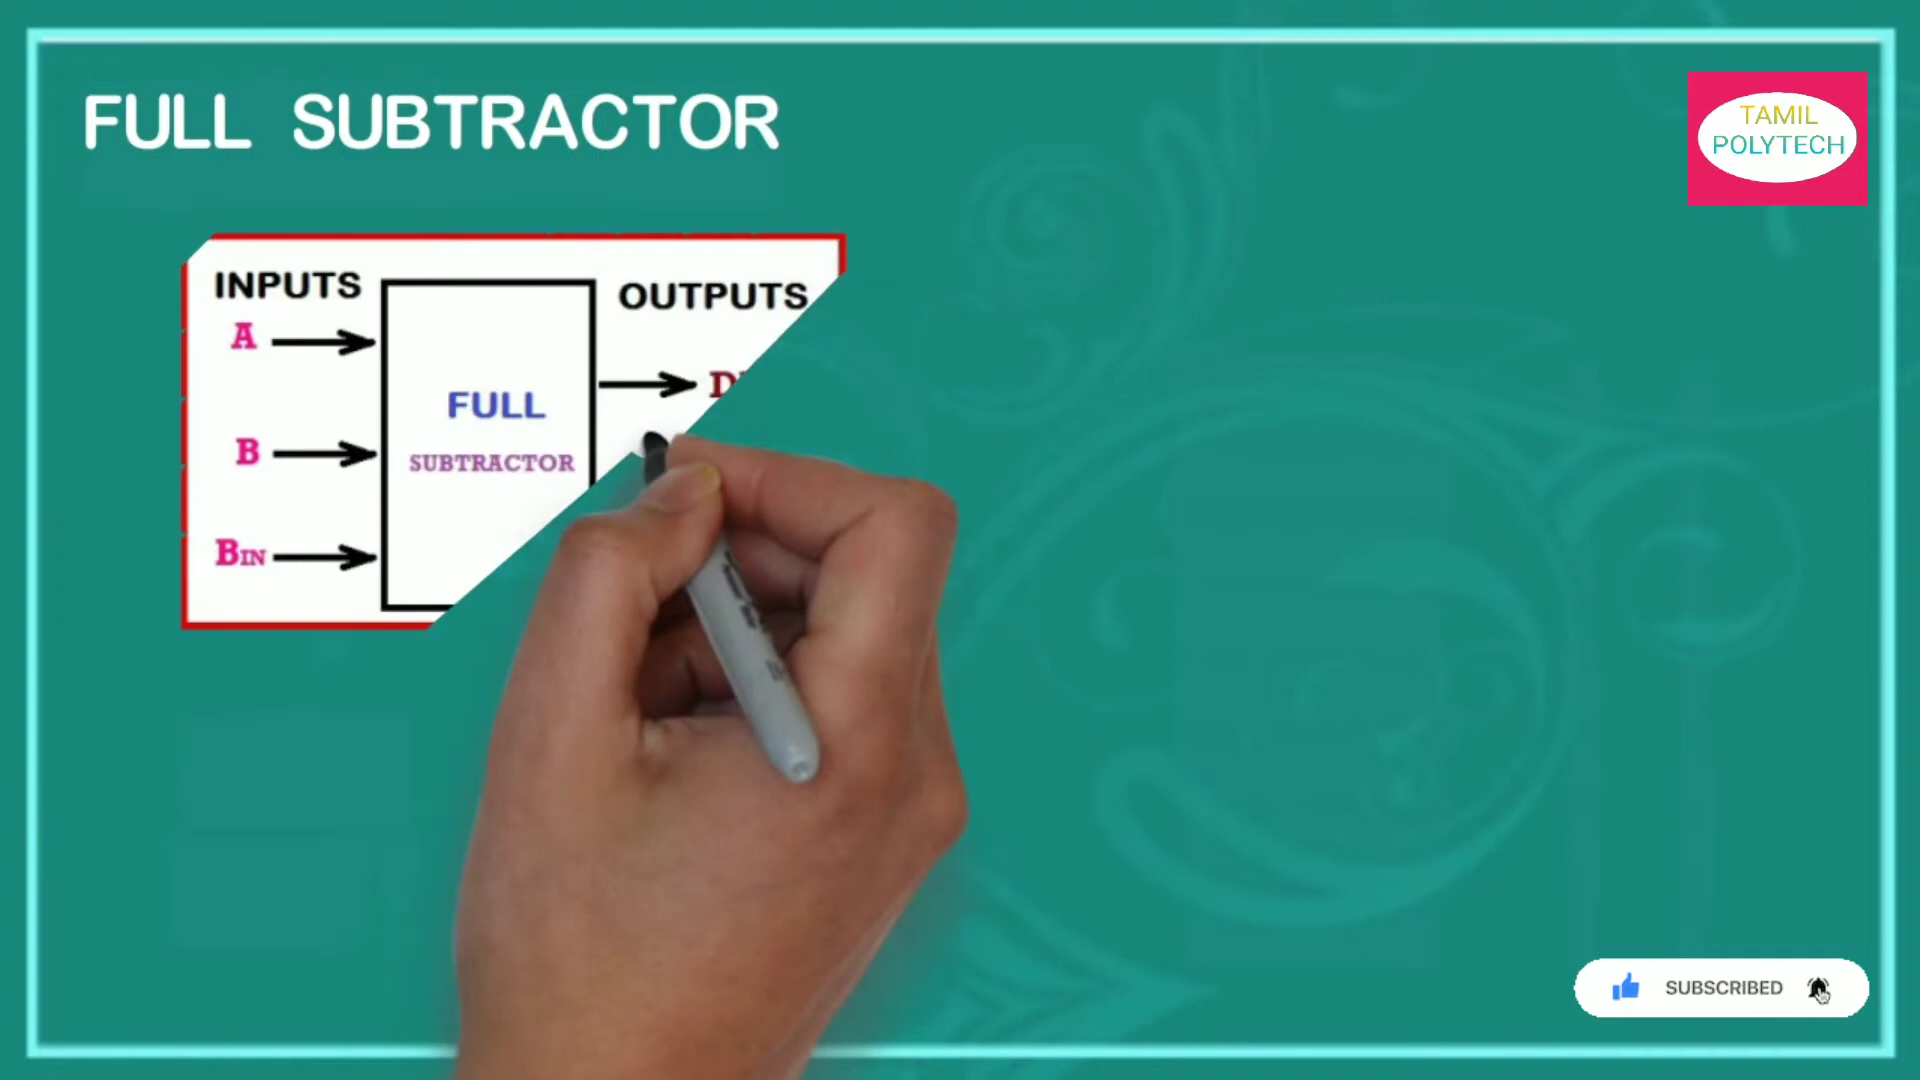 FULL SUBTRACTOR
TAMIL
POLYTECH
INPUTS
OUTPUTS
A
B
BIN
FULL
SUBTRACTOR
SUBSCRIBED